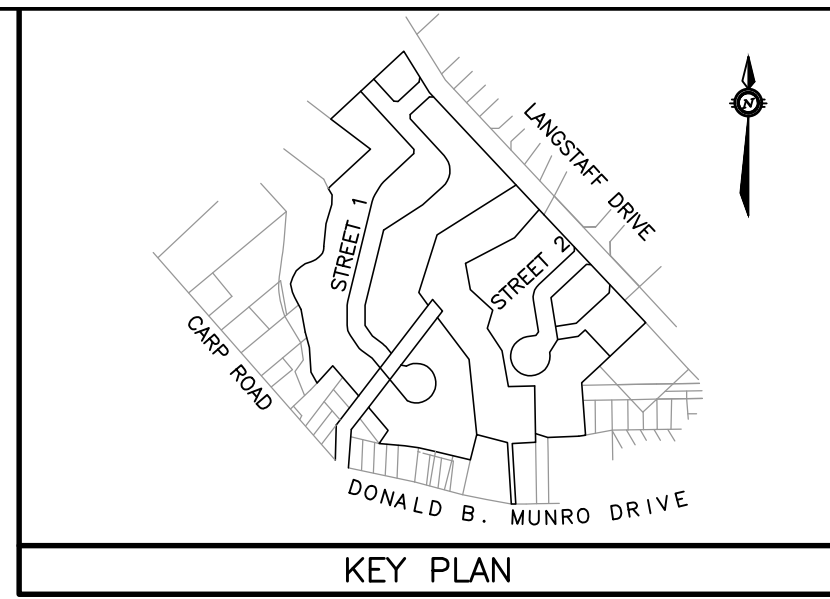 LANGSTAFF DRIVE
N
STREET 1
STREET 2
CARP ROAD
DONALD B. MUNRO DRIVE
KEY PLAN